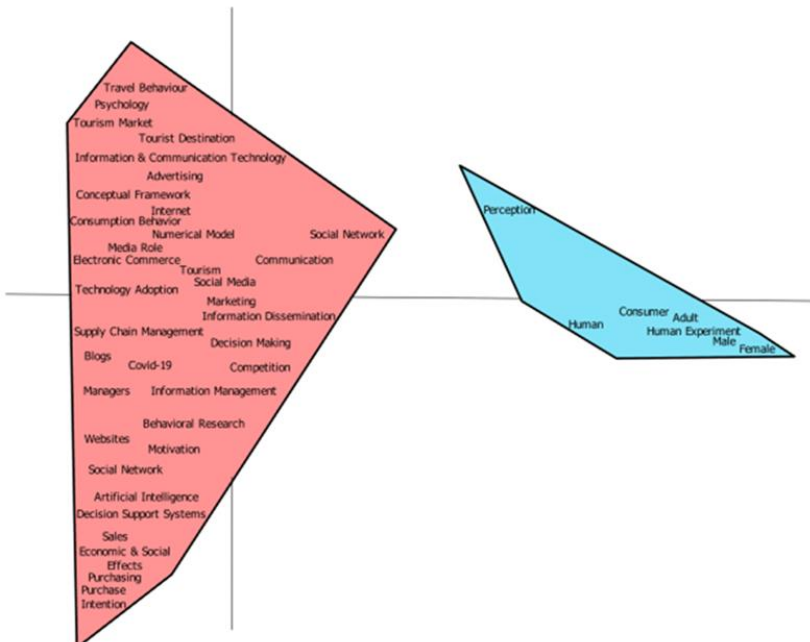 Travel Behaviour
Psychology
Tourism Market
Tourist Destination
Information & Communication Technology
Advertising
Conceptual Framework
Internet
Consumption Behavior
Numerical Model
Social Network
Media Role
Electronic Commerce
Communication
Tourism
Social Media
Technology Adoption
Marketing
Information Dissemination
Supply Chain Management
Decision Making
Blogs
Covid-19
Competition
Managers
Information Management
Behavioral Research
Websites
Motivation
Social Network
Artificial Intelligence
Decision Support Systems
Sales
Economic & Social
Effects
Purchasing
Purchase
Intention
Perception
Consumer
Adult
Human
Human Experiment
Male
Female